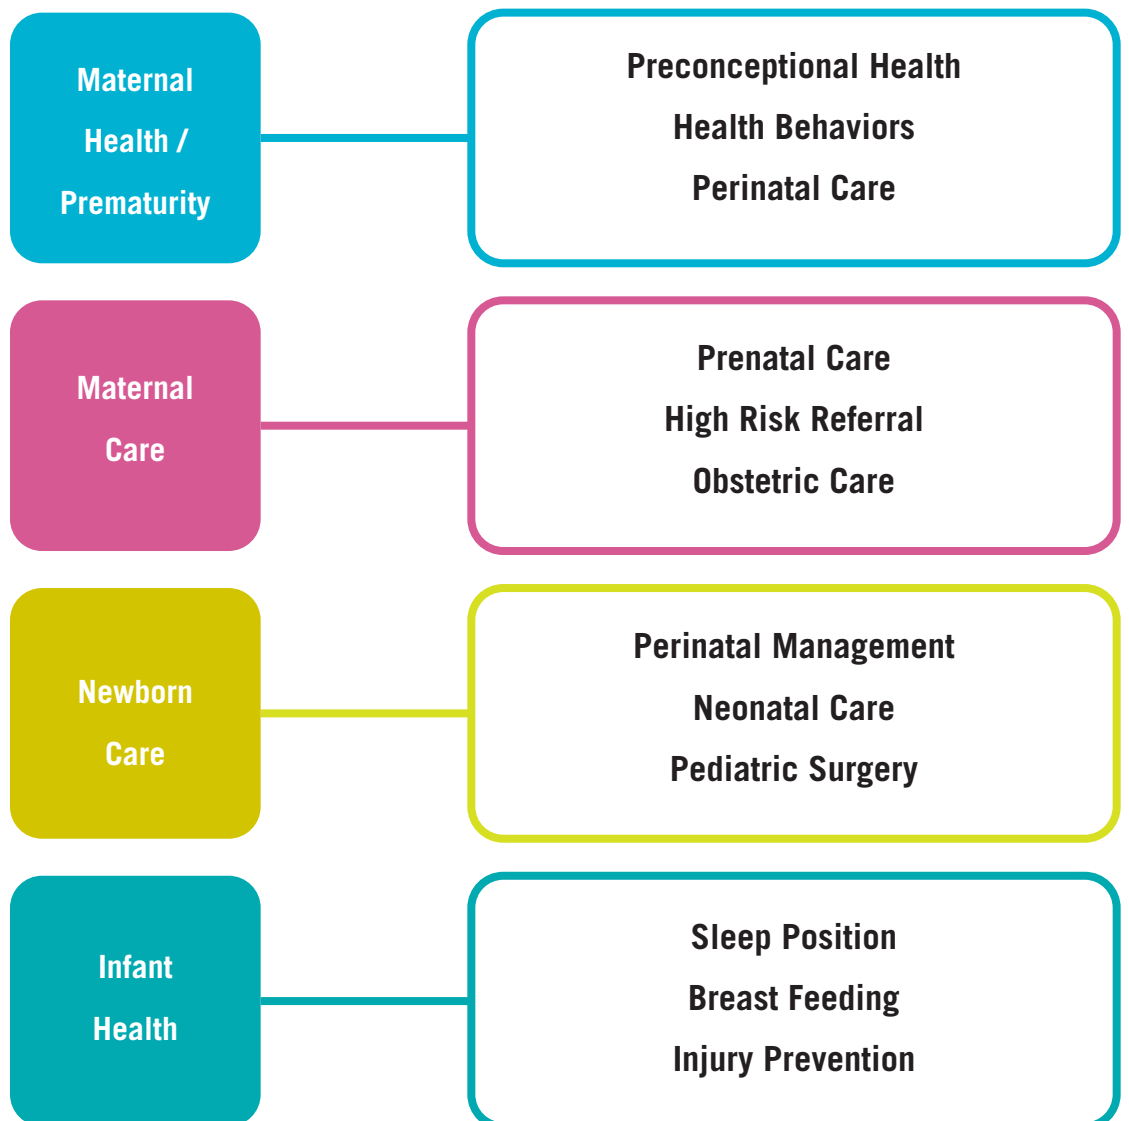 Maternal
Health /
Prematurity
Preconceptional Health
Health Behaviors
Perinatal Care
Maternal
Care
Prenatal Care
High Risk Referral
Obstetric Care
Newborn
Care
Perinatal Management
Neonatal Care
Pediatric Surgery
Infant
Health
Sleep Position
Breast Feeding
Injury Prevention